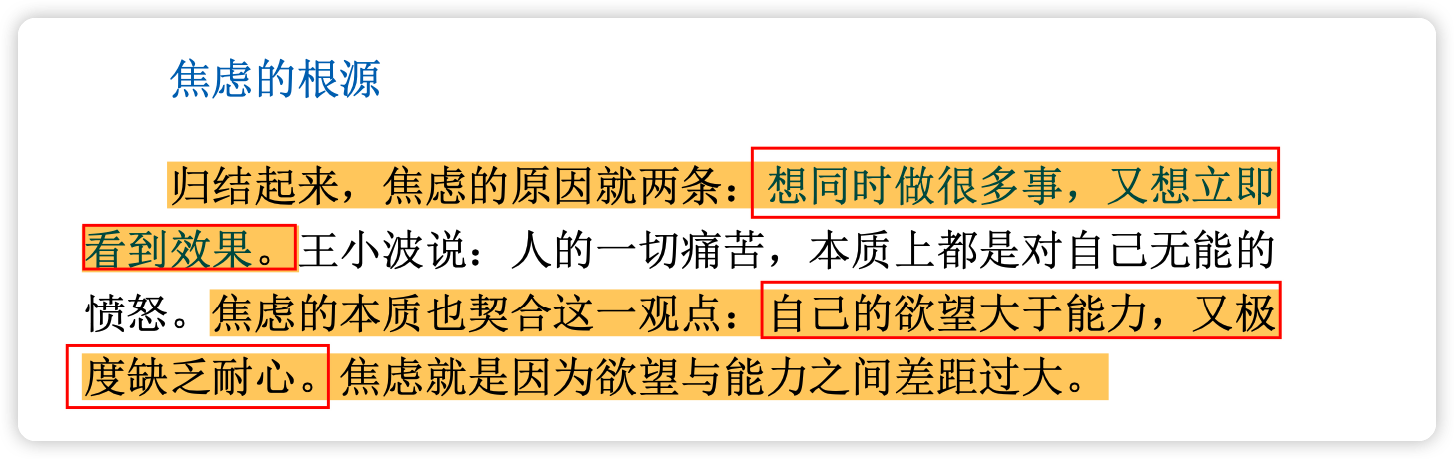 焦虑的根源
归结起来，焦虑的原因就两条：想同时做很多事，又想立即
看到效果。王小波说：人的一切痛苦，本质上都是对自己无能的
愤怒。焦虑的本质也契合这一观点：自己的欲望大于能力，又极
度缺乏耐心。焦虑就是因为欲望与能力之间差距过大。